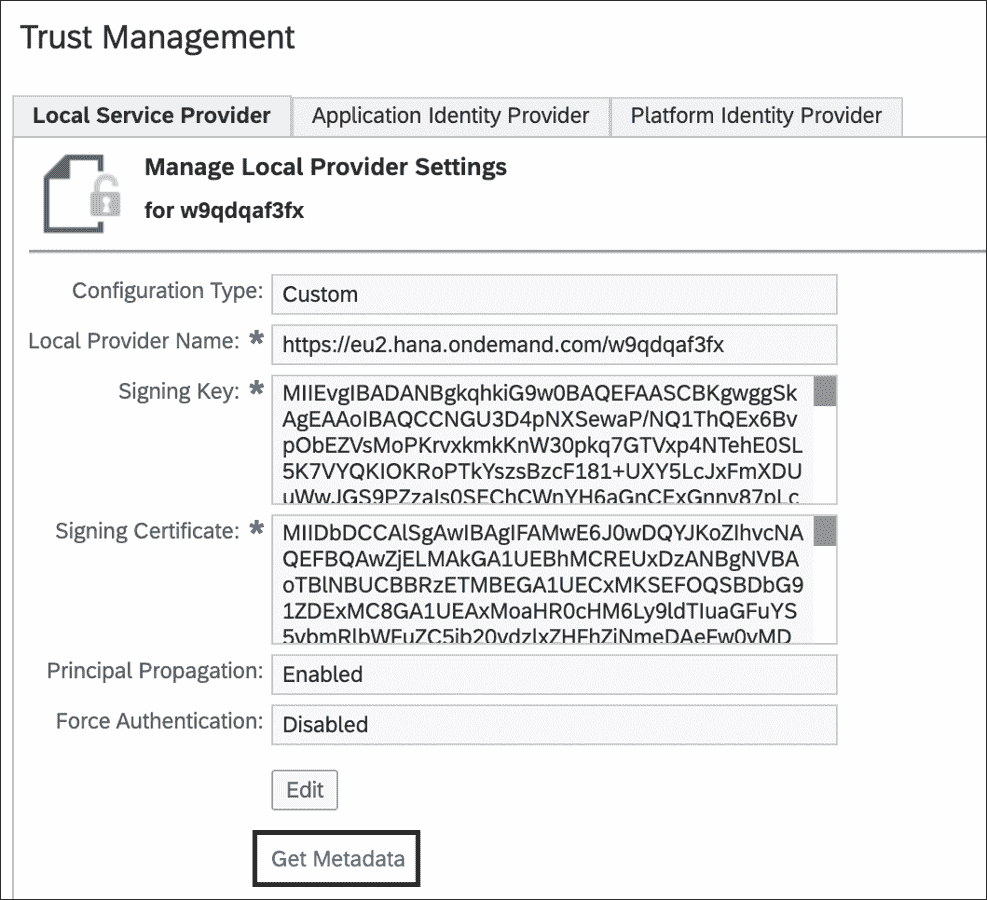 Trust Management
Local Service Provider Application Identity Provider Platform Identity Provider
Manage Local Provider Settings
for w9qdqaf3fx
Configuration Type: Custom
Local Provider Name: * https://eu2.hana.ondemand.com/w9qdqaf3fx
Signing Key: * MIIEvgIBADANBgkqhkiG9w0BAQEFAASCBKgwggSk
AgEAAoIBAQCCNGU3D4pNXSewaP/NQ1ThQEx6Bv
pObEZVsMoPKrvxkmkKnW30pkq7GTVxp4NTehE0SL
5K7VYQKIOKRoPTkYszsBzcF181+UXY5LcJxFmXDU
Signing Certificate: * MIIDbDCCAlSgAwIBAgIFAMwE6J0wDQYJKoZIhvcNA
QEFBQAwZjELMAkGA1UEBhMCREUxDzANBgNVBA
oTBlNBUCBBRzETMBEGA1UECxMKSEFOQSBDbG9
1ZDExMC8GA1UEAxMoaHR0cHM6Ly9ldTIuaGFuYS
Principal Propagation: Enabled
Force Authentication: Disabled
Edit
Get Metadata